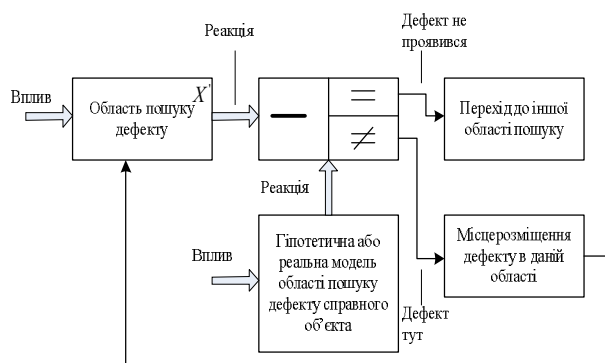 Реакція
Дефект не
проявився
Вплив
Область пошуку
дефекту
X'
—
=
≠
Перехід до іншої
області пошуку
Реакція
Вплив
Гіпотетична або
реальна модель
області пошуку
дефекту справного
об’єкта
Місцерозміщення
дефекту в даній
області
Дефект
тут